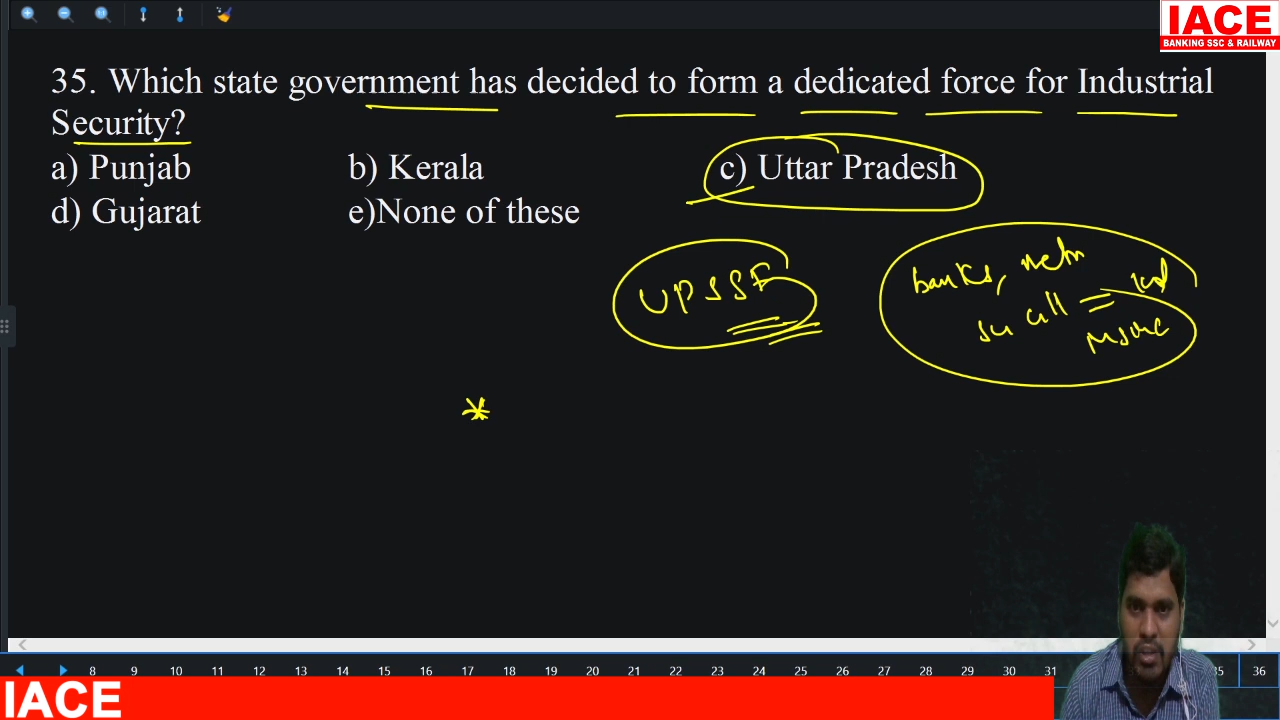 IACE
BANKING SSC & RAILWAY
35. Which state government has decided to form a dedicated force for Industrial
Security?
a) Punjab b) Kerala c) Uttar Pradesh
d) Gujarat e)None of these
UPSSF
banks,
*
8 9 10 11 12 13 14 15 16 17 18 19 20 21 22 23 24 25 26 27 28 29 30 31 35 36
IACE